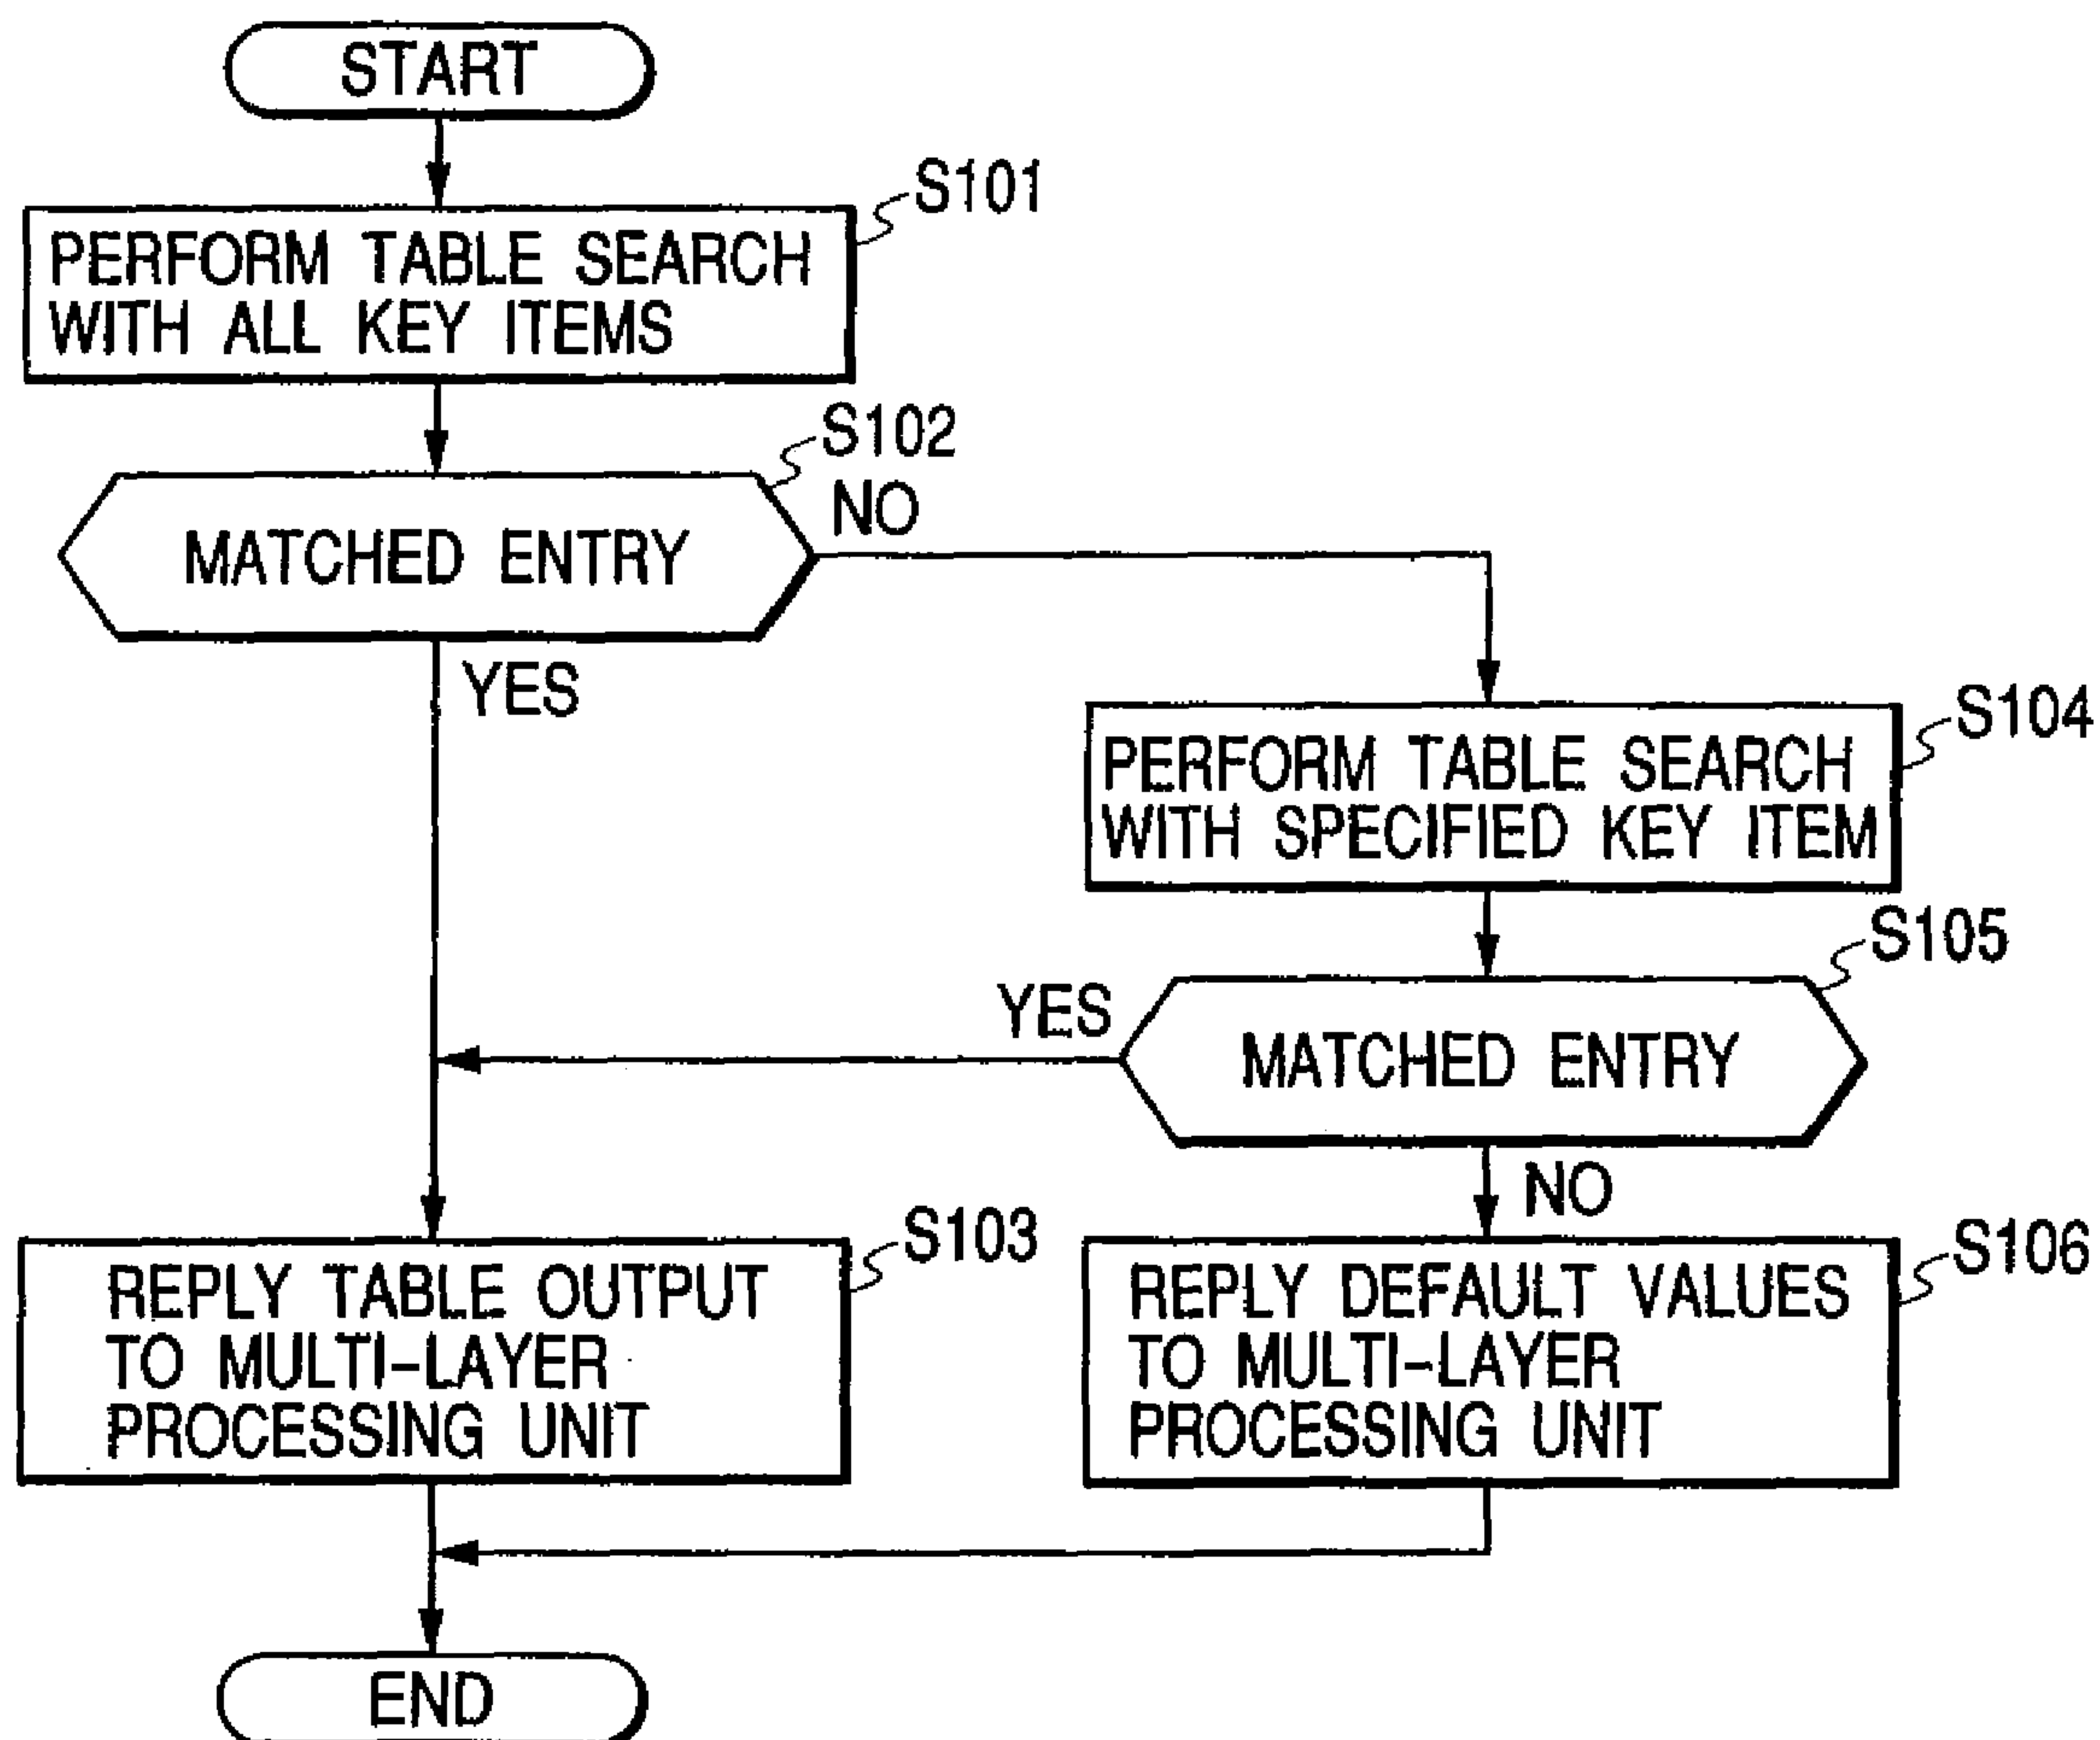 START
S101
PERFORM TABLE SEARCH
WITH ALL KEY ITEMS
S102
NO
MATCHED ENTRY
YES
S104
PERFORM TABLE SEARCH
WITH SPECIFIED KEY ITEM
S105
YES
MATCHED ENTRY
NO
S103
REPLY TABLE OUTPUT
TO MULTI-LAYER
PROCESSING UNIT
S106
REPLY DEFAULT VALUES
TO MULTI-LAYER
PROCESSING UNIT
END